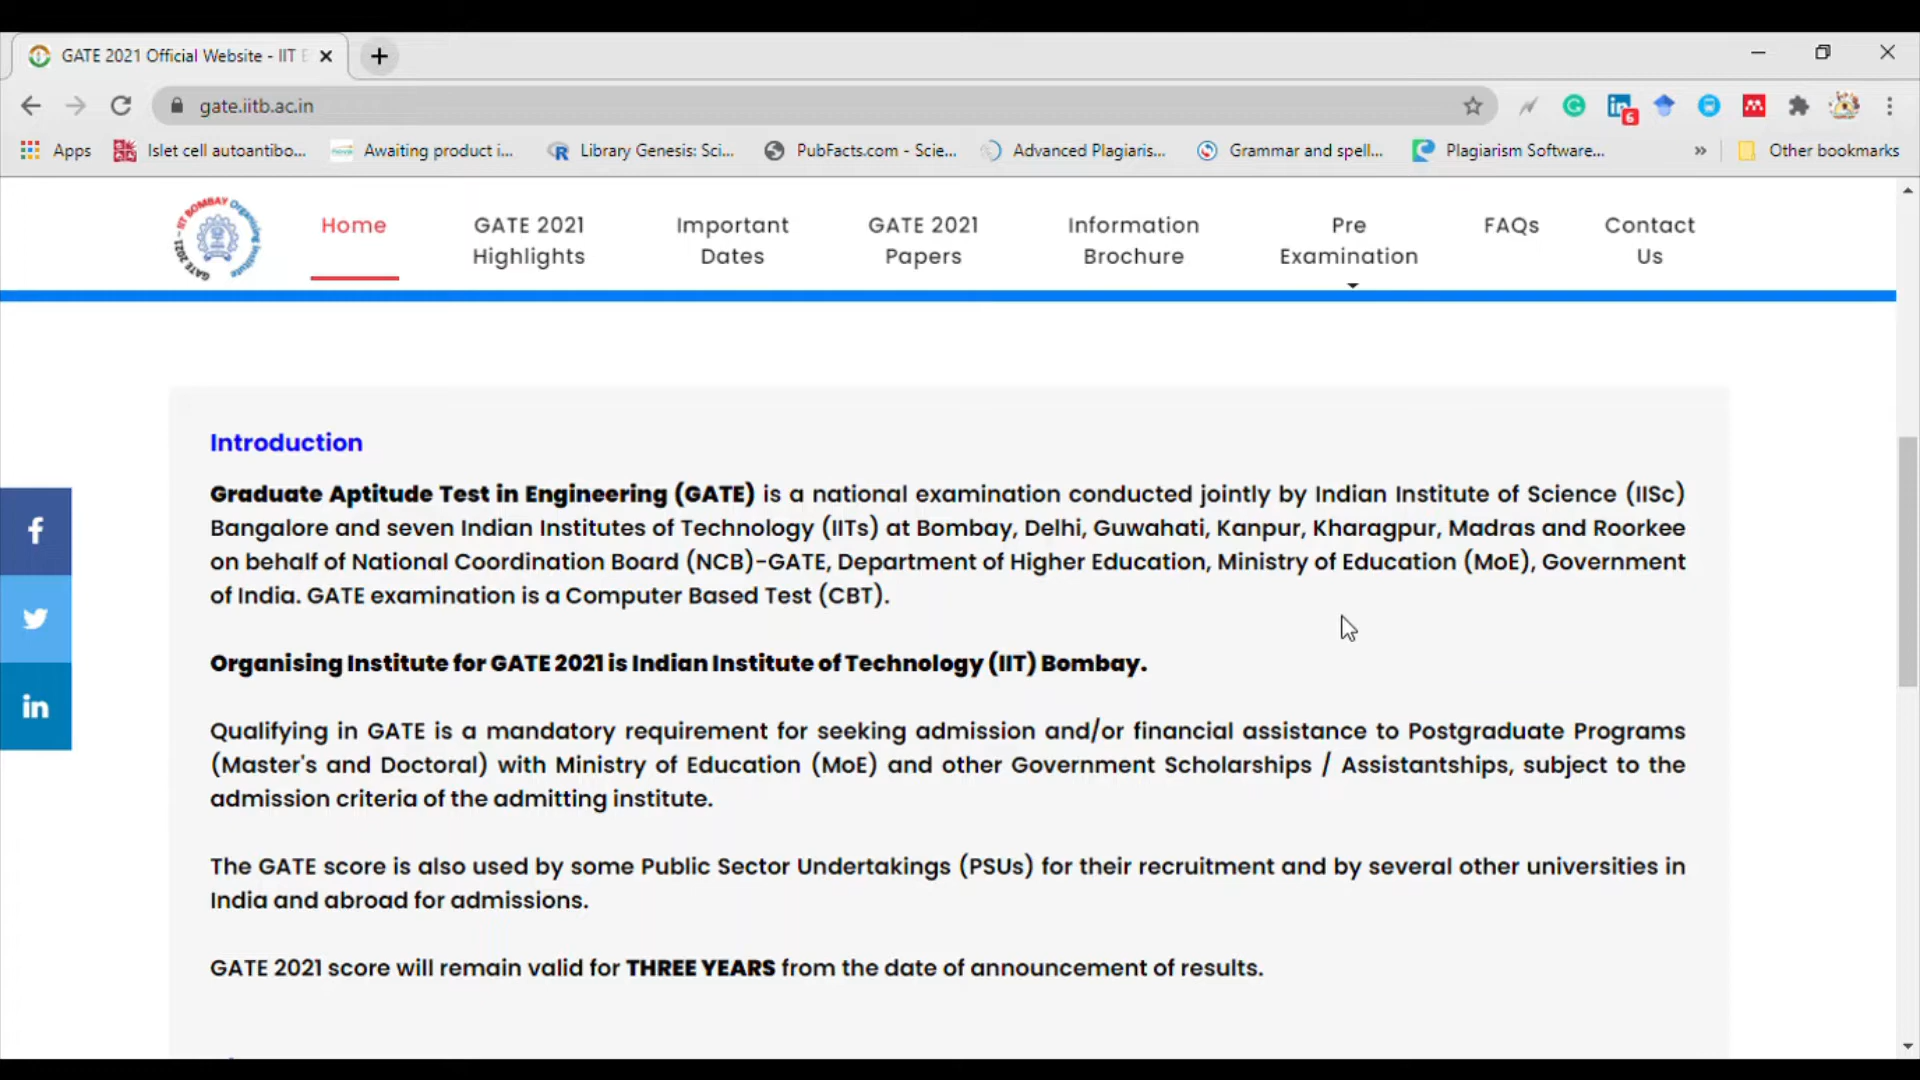 GATE 2021 Official Website - IIT
gate.iitb.ac.in
6
Apps
Islet cell autoantibo...
Awaiting product i...
Library Genesis: Sci...
PubFacts.com - Scie...
Advanced Plagiaris...
Grammar and spell...
Plagiarism Software...
Other bookmarks
GATE 2021 - IIT BOMBAY Organising Institute
Home
GATE 2021
Highlights
Important
Dates
GATE 2021
Papers
Information
Brochure
Pre
Examination
FAQs
Contact
Us
Introduction
Graduate Aptitude Test in Engineering (GATE) is a national examination conducted jointly by Indian Institute of Science (IISc)
Bangalore and seven Indian Institutes of Technology (IITs) at Bombay, Delhi, Guwahati, Kanpur, Kharagpur, Madras and Roorkee
on behalf of National Coordination Board (NCB)-GATE, Department of Higher Education, Ministry of Education (MoE), Government
of India. GATE examination is a Computer Based Test (CBT).
Organising Institute for GATE 2021 is Indian Institute of Technology (IIT) Bombay.
Qualifying in GATE is a mandatory requirement for seeking admission and/or financial assistance to Postgraduate Programs
(Master's and Doctoral) with Ministry of Education (MoE) and other Government Scholarships / Assistantships, subject to the
admission criteria of the admitting institute.
The GATE score is also used by some Public Sector Undertakings (PSUs) for their recruitment and by several other universities in
India and abroad for admissions.
GATE 2021 score will remain valid for THREE YEARS from the date of announcement of results.